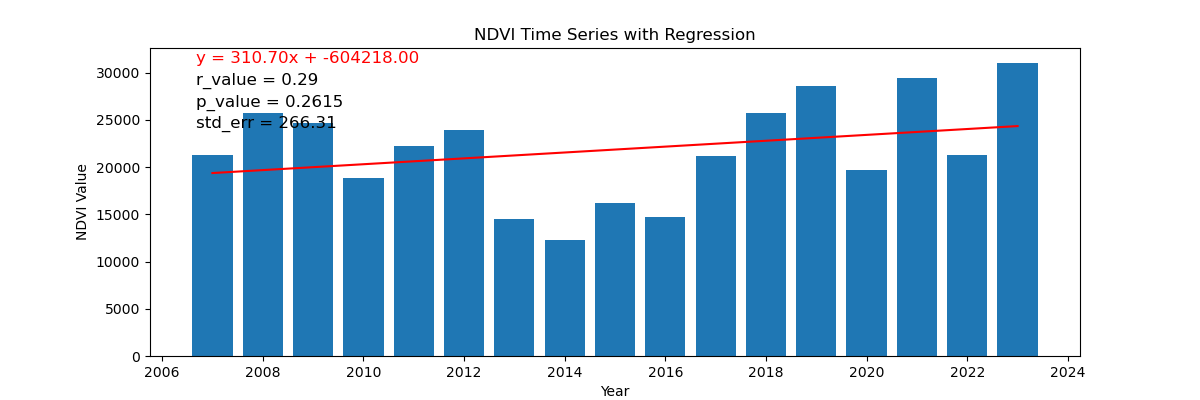 NDVI Time Series with Regression
y = 310.70x + -604218.00
r_value = 0.29
p_value = 0.2615
std_err = 266.31
30000
25000
20000
15000
10000
5000
0
NDVI Value
2006 2008 2010 2012 2014 2016 2018 2020 2022 2024
Year